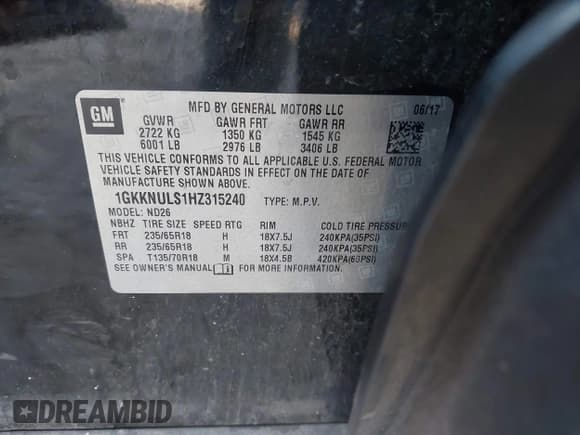 GM
MFD BY GENERAL MOTORS LLC 06/17
GVWR GAWR FRT GAWR RR
2722 KG 1350 KG 1545 KG
6001 LB 2976 LB 3406 LB
THIS VEHICLE CONFORMS TO ALL APPLICABLE U.S. FEDERAL MOTOR
VEHICLE SAFETY STANDARDS IN EFFECT ON THE DATE OF
MANUFACTURE SHOWN ABOVE.
1GKKNULS1HZ315240 TYPE: M.P.V.
MODEL: ND26
NBHZ TIRE SIZE SPEED RTG RIM COLD TIRE PRESSURE
FRT 235/65R18 H 18X7.5J 240KPA(35PSI)
RR 235/65R18 H 18X7.5J 240KPA(35PSI)
SPA T135/70R18 M 18X4.5B 420KPA(60PSI)
SEE OWNER'S MANUAL FOR MORE INFORMATION.
DREAMBID